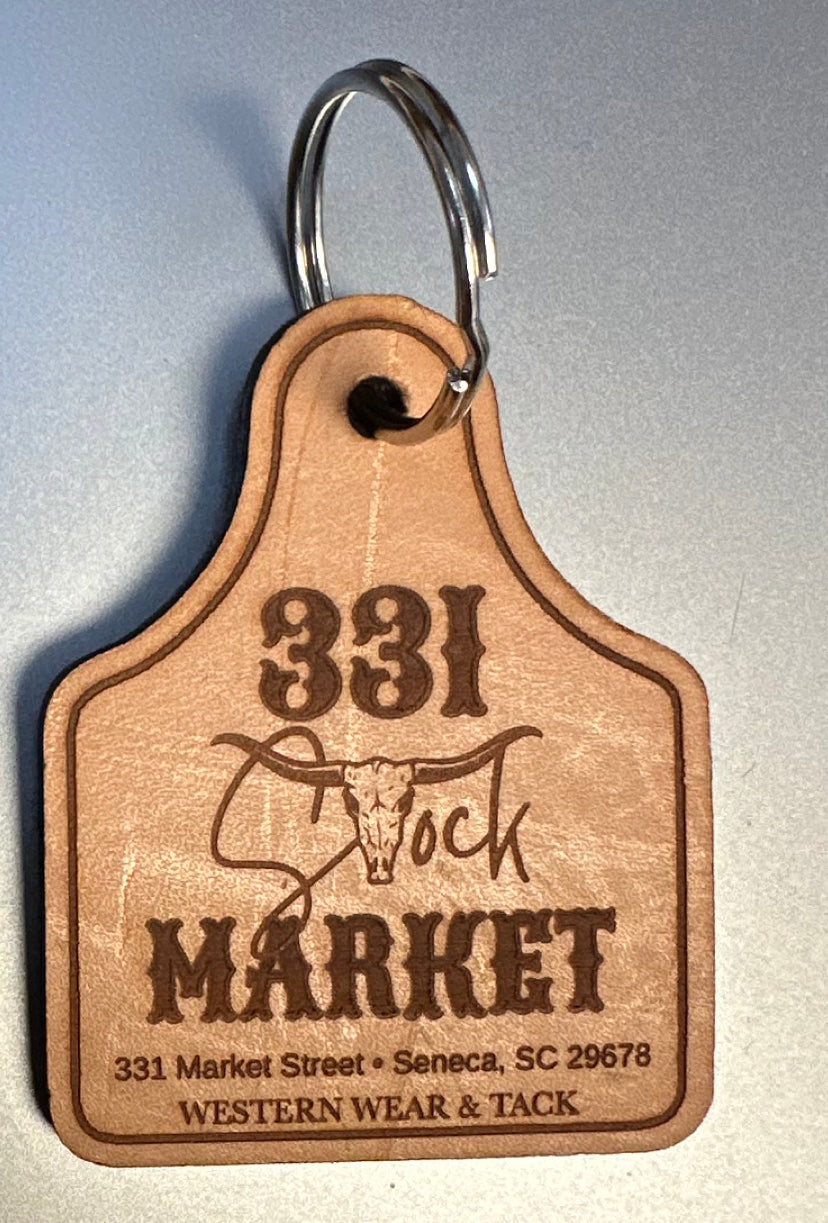 331
Stock
MARKET
331 Market Street • Seneca, SC 29678
WESTERN WEAR & TACK